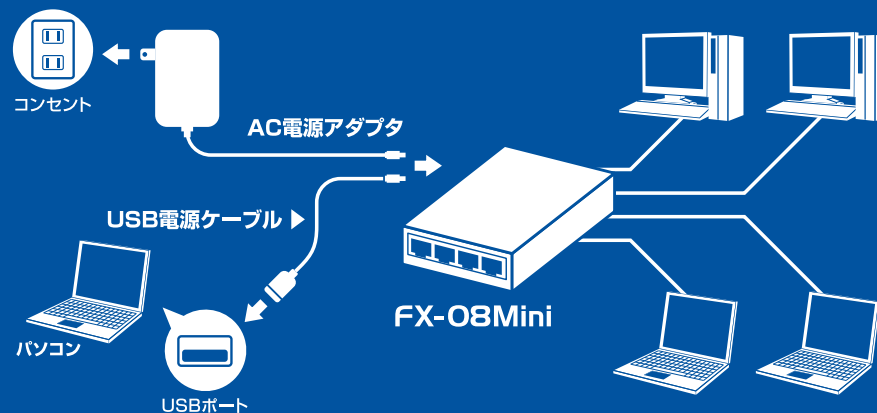 コンセント
AC電源アダプタ
USB電源ケーブル
FX-08Mini
パソコン
USBポート